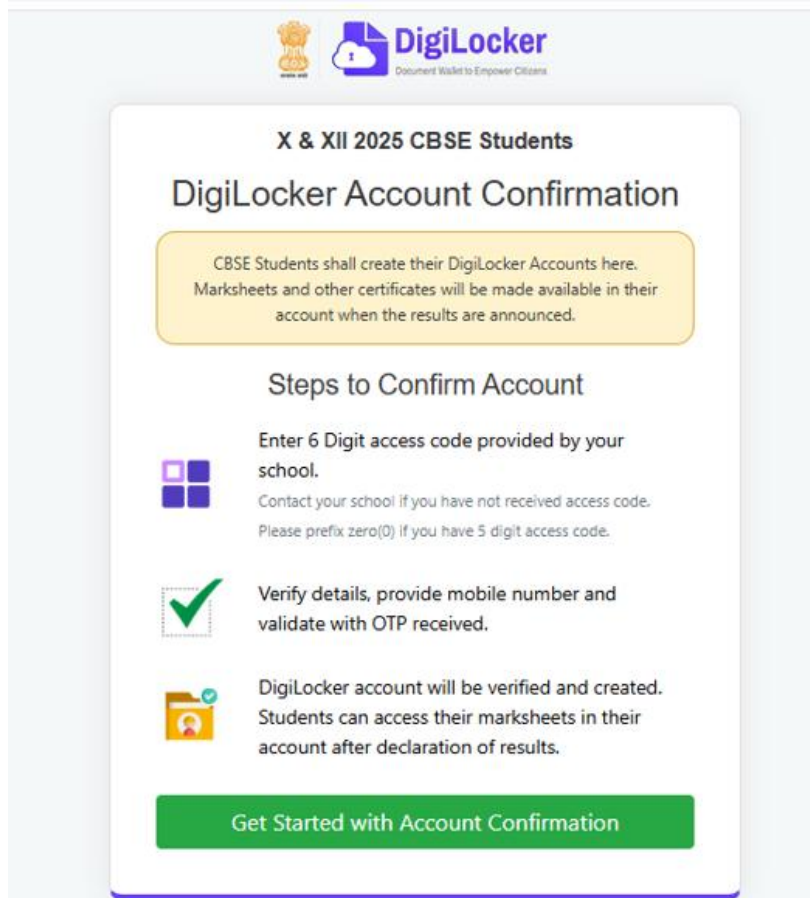 DigiLocker
Document Wallet to Empower Citizens
X & XII 2025 CBSE Students
DigiLocker Account Confirmation
CBSE Students shall create their DigiLocker Accounts here.
Marksheets and other certificates will be made available in their
account when the results are announced.
Steps to Confirm Account
Enter 6 Digit access code provided by your
school.
Contact your school if you have not received access code.
Please prefix zero(0) if you have 5 digit access code.
Verify details, provide mobile number and
validate with OTP received.
DigiLocker account will be verified and created.
Students can access their marksheets in their
account after declaration of results.
Get Started with Account Confirmation